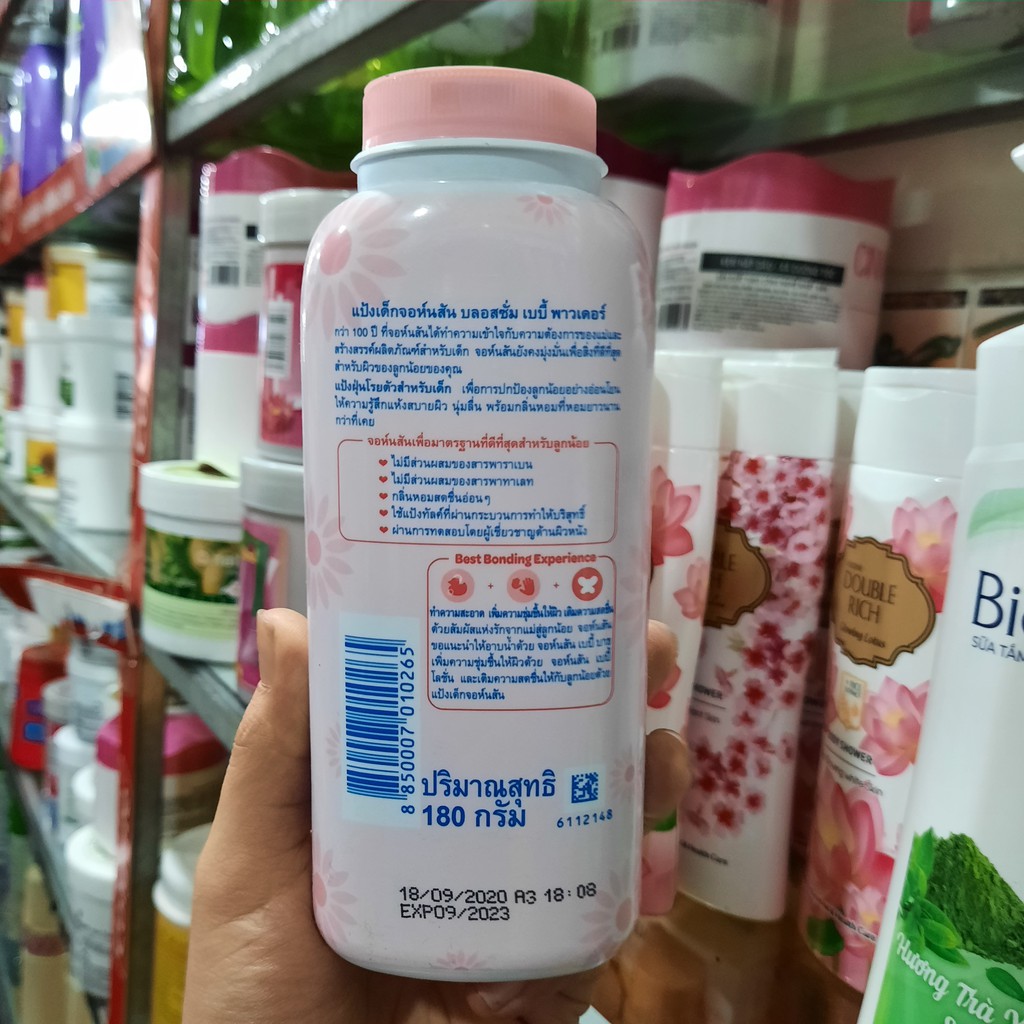 แป้งเด็กจอห์นสัน บลอสซั่ม เบบี้ พาวเดอร์
กว่า 100 ปี ที่จอห์นสันได้ทำความเข้าใจกับความต้องการของแม่และ
สร้างสรรค์ผลิตภัณฑ์สำหรับเด็ก จอห์นสันยังคงมุ่งมั่นเพื่อสิ่งที่ดีที่สุด
สำหรับผิวของลูกน้อยของคุณ
แป้งฝุ่นโรยตัวสำหรับเด็ก เพื่อการปกป้องลูกน้อยอย่างอ่อนโยน
ให้ความรู้สึกแห้งสบายผิว นุ่มลื่น พร้อมกลิ่นหอมที่หอมยาวนาน
กว่าที่เคย
จอห์นสันเพื่อมาตรฐานที่ดีที่สุดสำหรับลูกน้อย
❤ ไม่มีส่วนผสมของสารพาราเบน
❤ ไม่มีส่วนผสมของสารพาทาเลท
❤ กลิ่นหอมสดชื่นอ่อนๆ
❤ ใช้แป้งทัลค์ที่ผ่านกระบวนการทำให้บริสุทธิ์
❤ ผ่านการทดสอบโดยผู้เชี่ยวชาญด้านผิวหนัง
Best Bonding Experience
+ +
ทำความสะอาด เพิ่มความชุ่มชื้นให้ผิว เติมความสดชื่น
ด้วยสัมผัสแห่งรักจากแม่สู่ลูกน้อย จอห์นสัน
ขอแนะนำให้อาบน้ำด้วย จอห์นสัน เบบี้ บาธ
เพิ่มความชุ่มชื้นให้ผิวด้วย จอห์นสัน เบบี้
โลชั่น และเติมความสดชื่นให้กับลูกน้อยด้วย
แป้งเด็กจอห์นสัน
8 850007 010265
ปริมาณสุทธิ
180 กรัม
6112148
18/09/2020 A3 18:08
EXP09/2023
DOUBLE
RICH
SHOWER
DOUBLE
RICH
SHOWER
Bi
SỮA TẮ
Hương Trà